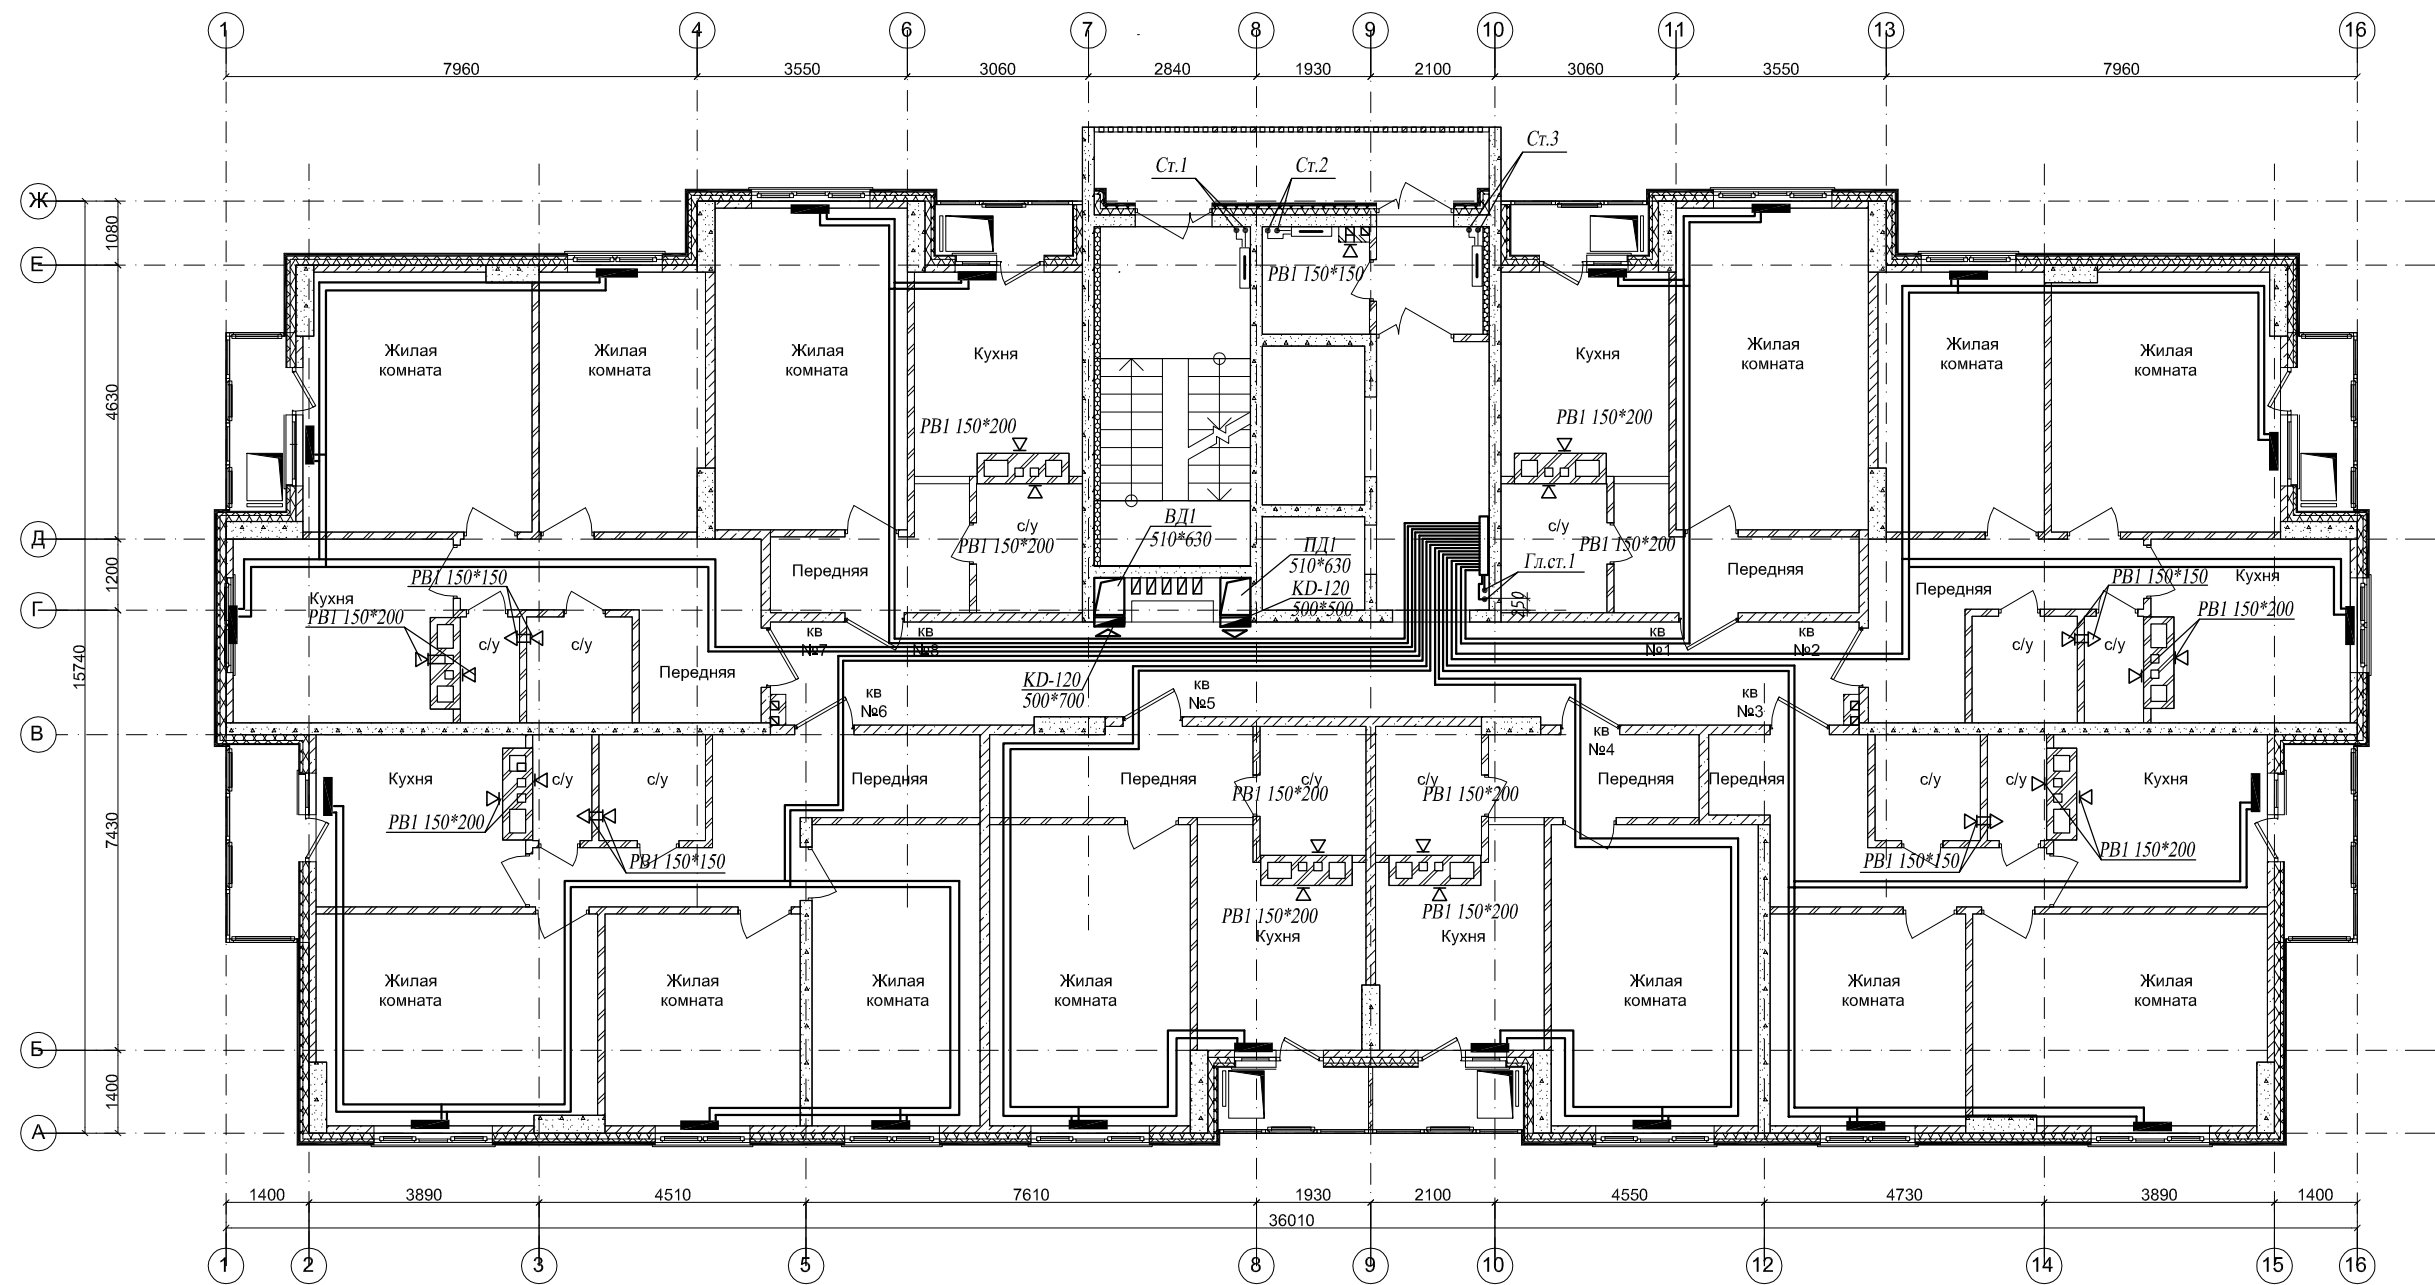 1
4
6
7
8
9
10
11
13
16
7960
3550
3060
2840
1930
2100
3060
3550
7960
Ст.1
Ст.2
Ст.3
Ж
1080
Е
РВ1 150*150
Жилая
комната
Жилая
комната
Жилая
комната
Кухня
Кухня
Жилая
комната
Жилая
комната
Жилая
комната
4630
РВ1 150*200
РВ1 150*200
ВД1
510*630
с/у
РВ1 150*200
ПД1
510*630
КD-120
500*500
Гл.ст.1
250
с/у
РВ1 150*200
Д
1200
Передняя
Передняя
РВ1 150*150
Кухня
РВ1 150*200
Передняя
РВ1 150*150
Кухня
РВ1 150*200
Г
с/у
с/у
Передняя
кв
№7
кв
№8
кв
№1
кв
№2
с/у
с/у
15740
KD-120
500*700
кв
№6
кв
№5
кв
№3
кв
№4
В
Кухня
с/у
с/у
Передняя
Передняя
с/у
РВ1 150*200
с/у
РВ1 150*200
Передняя
Передняя
с/у
с/у
Кухня
РВ1 150*200
РВ1 150*150
РВ1 150*150
РВ1 150*200
7430
РВ1 150*200
Кухня
РВ1 150*200
Кухня
Жилая
комната
Жилая
комната
Жилая
комната
Жилая
комната
Жилая
комната
Жилая
комната
Жилая
комната
Б
1400
А
1400
3890
4510
7610
1930
2100
4550
4730
3890
1400
36010
1
2
3
5
8
9
10
12
14
15
16